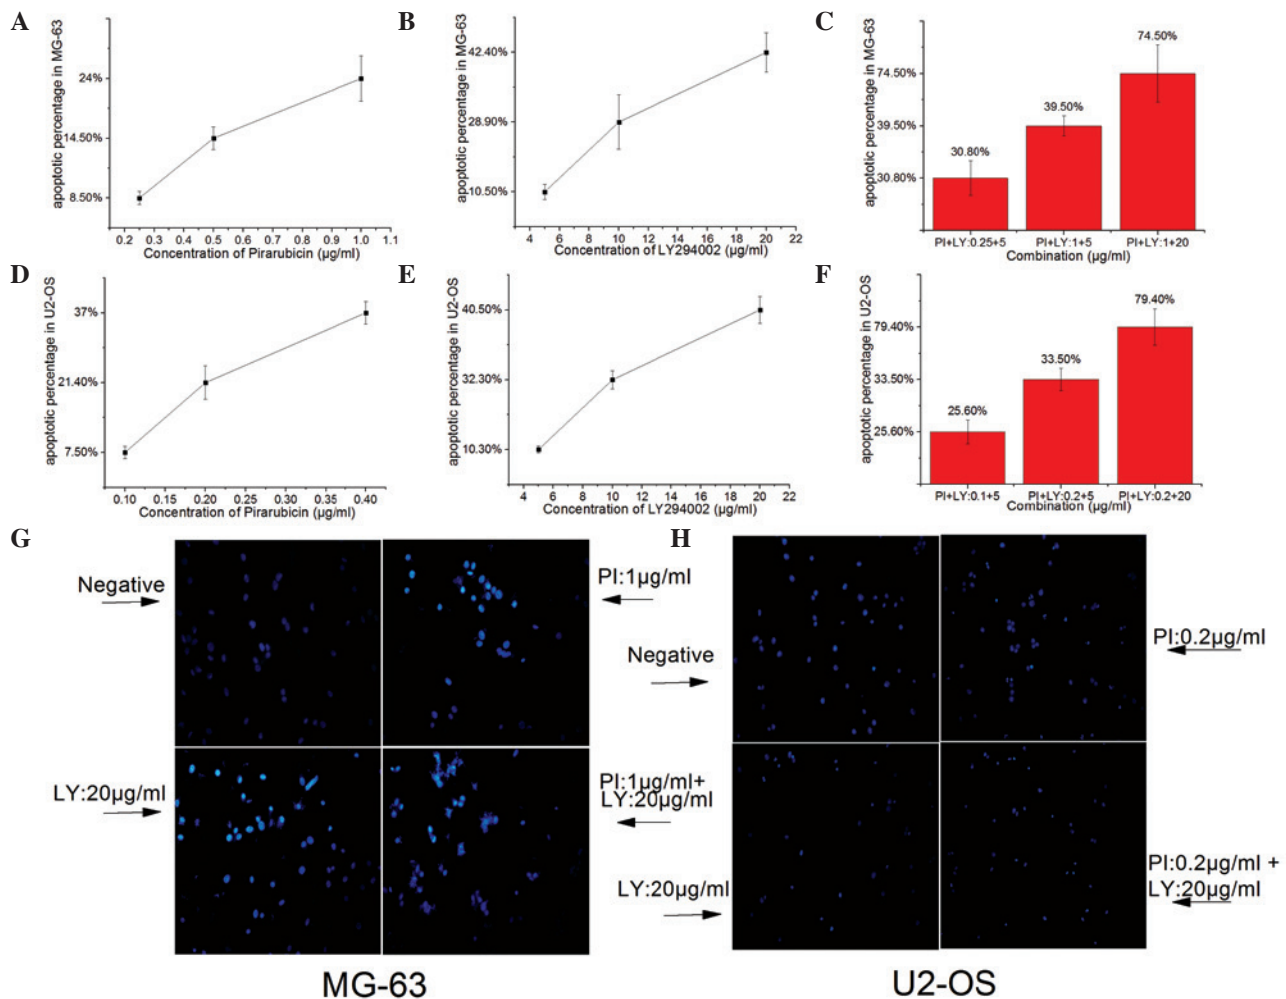 A
apoptotic percentage in MG-63
24%
14.50%
8.50%
0.2 0.3 0.4 0.5 0.6 0.7 0.8 0.9 1.0 1.1
Concentration of Pirarubicin (µg/ml)
B
apoptotic percentage in MG-63
42.40%
28.90%
10.50%
4 6 8 10 12 14 16 18 20 22
Concentration of LY294002 (µg/ml)
C
apoptotic percentage in MG-63
74.50%
39.50%
30.80%
30.80%
39.50%
74.50%
PI+LY:0.25+5 PI+LY:1+5 PI+LY:1+20
Combination (µg/ml)
D
apoptotic percentage in U2-OS
37%
21.40%
7.50%
0.10 0.15 0.20 0.25 0.30 0.35 0.40
Concentration of Pirarubicin (µg/ml)
E
apoptotic percentage in U2-OS
40.50%
32.30%
10.30%
4 6 8 10 12 14 16 18 20 22
Concentration of LY294002 (µg/ml)
F
apoptotic percentage in U2-OS
79.40%
33.50%
25.60%
25.60%
33.50%
79.40%
PI+LY:0.1+5 PI+LY:0.2+5 PI+LY:0.2+20
Combination (µg/ml)
G
Negative
PI:1µg/ml
LY:20µg/ml
PI:1µg/ml+
LY:20µg/ml
MG-63
H
Negative
PI:0.2µg/ml
LY:20µg/ml
PI:0.2µg/ml +
LY:20µg/ml
U2-OS